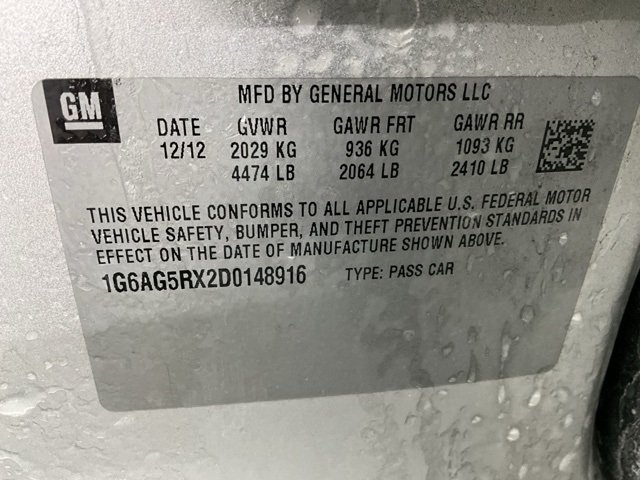 GM
MFD BY GENERAL MOTORS LLC
DATE GVWR GAWR FRT GAWR RR
12/12 2029 KG 936 KG 1093 KG
4474 LB 2064 LB 2410 LB
THIS VEHICLE CONFORMS TO ALL APPLICABLE U.S. FEDERAL MOTOR
VEHICLE SAFETY, BUMPER, AND THEFT PREVENTION STANDARDS IN
EFFECT ON THE DATE OF MANUFACTURE SHOWN ABOVE.
1G6AG5RX2D0148916 TYPE: PASS CAR